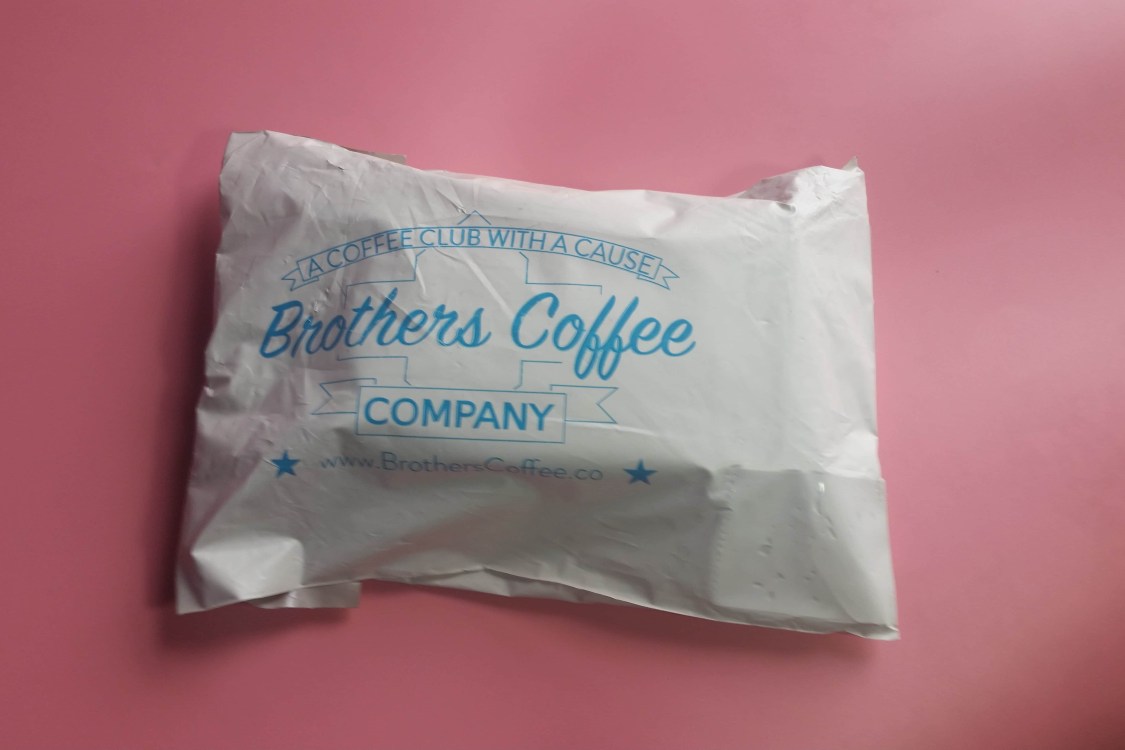 A COFFEE CLUB WITH A CAUSE
Brothers Coffee
COMPANY
www.BrothersCoffee.co